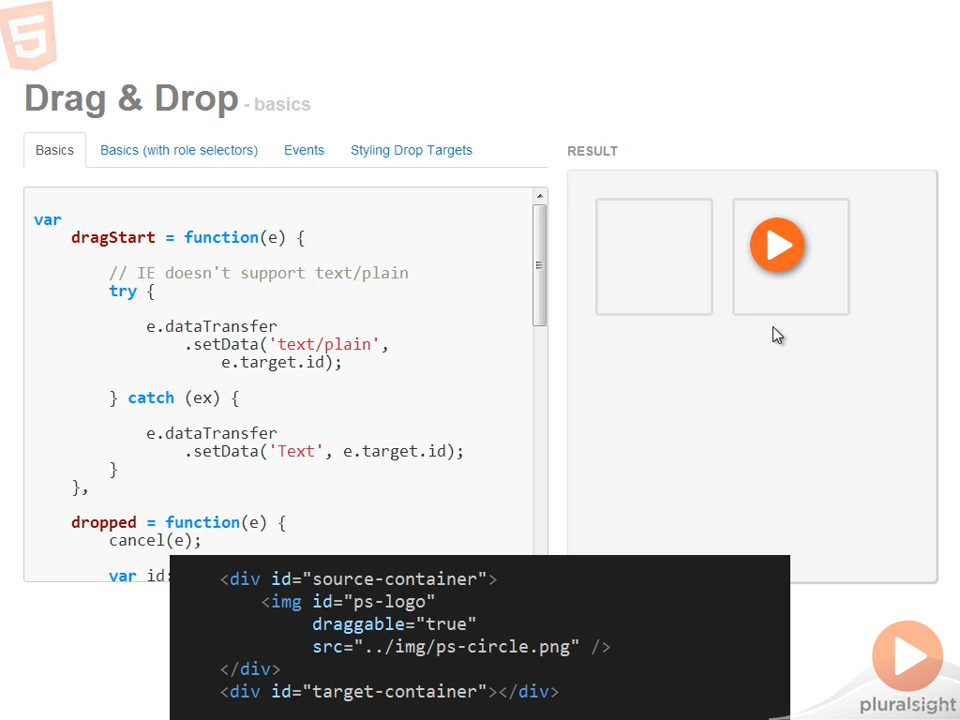 5
Drag & Drop - basics
Basics
Basics (with role selectors)
Events
Styling Drop Targets
RESULT
var
dragStart = function(e) {
// IE doesn't support text/plain
try {
e.dataTransfer
.setData('text/plain',
e.target.id);
} catch (ex) {
e.dataTransfer
.setData('Text', e.target.id);
}
},
dropped = function(e) {
cancel(e);
var id
<div id="source-container">
<img id="ps-logo"
draggable="true"
src="../img/ps-circle.png" />
</div>
<div id="target-container"></div>
pluralsight